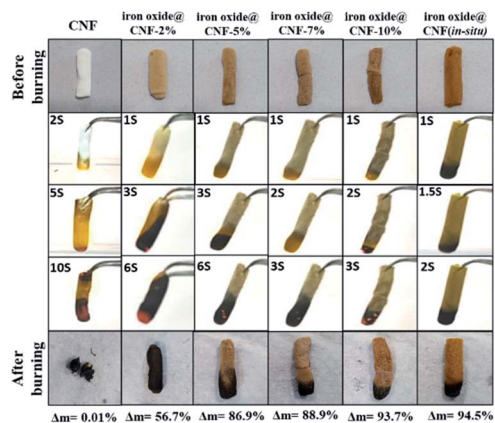 CNF
iron oxide@
CNF-2%
iron oxide@
CNF-5%
iron oxide@
CNF-7%
iron oxide@
CNF-10%
iron oxide@
CNF(in-situ)
Before
burning
2S
1S
1S
1S
1S
1S
5S
3S
3S
2S
2S
1.5S
10S
6S
6S
3S
3S
2S
After
burning
Δm= 0.01%
Δm= 56.7%
Δm= 86.9%
Δm= 88.9%
Δm= 93.7%
Δm= 94.5%